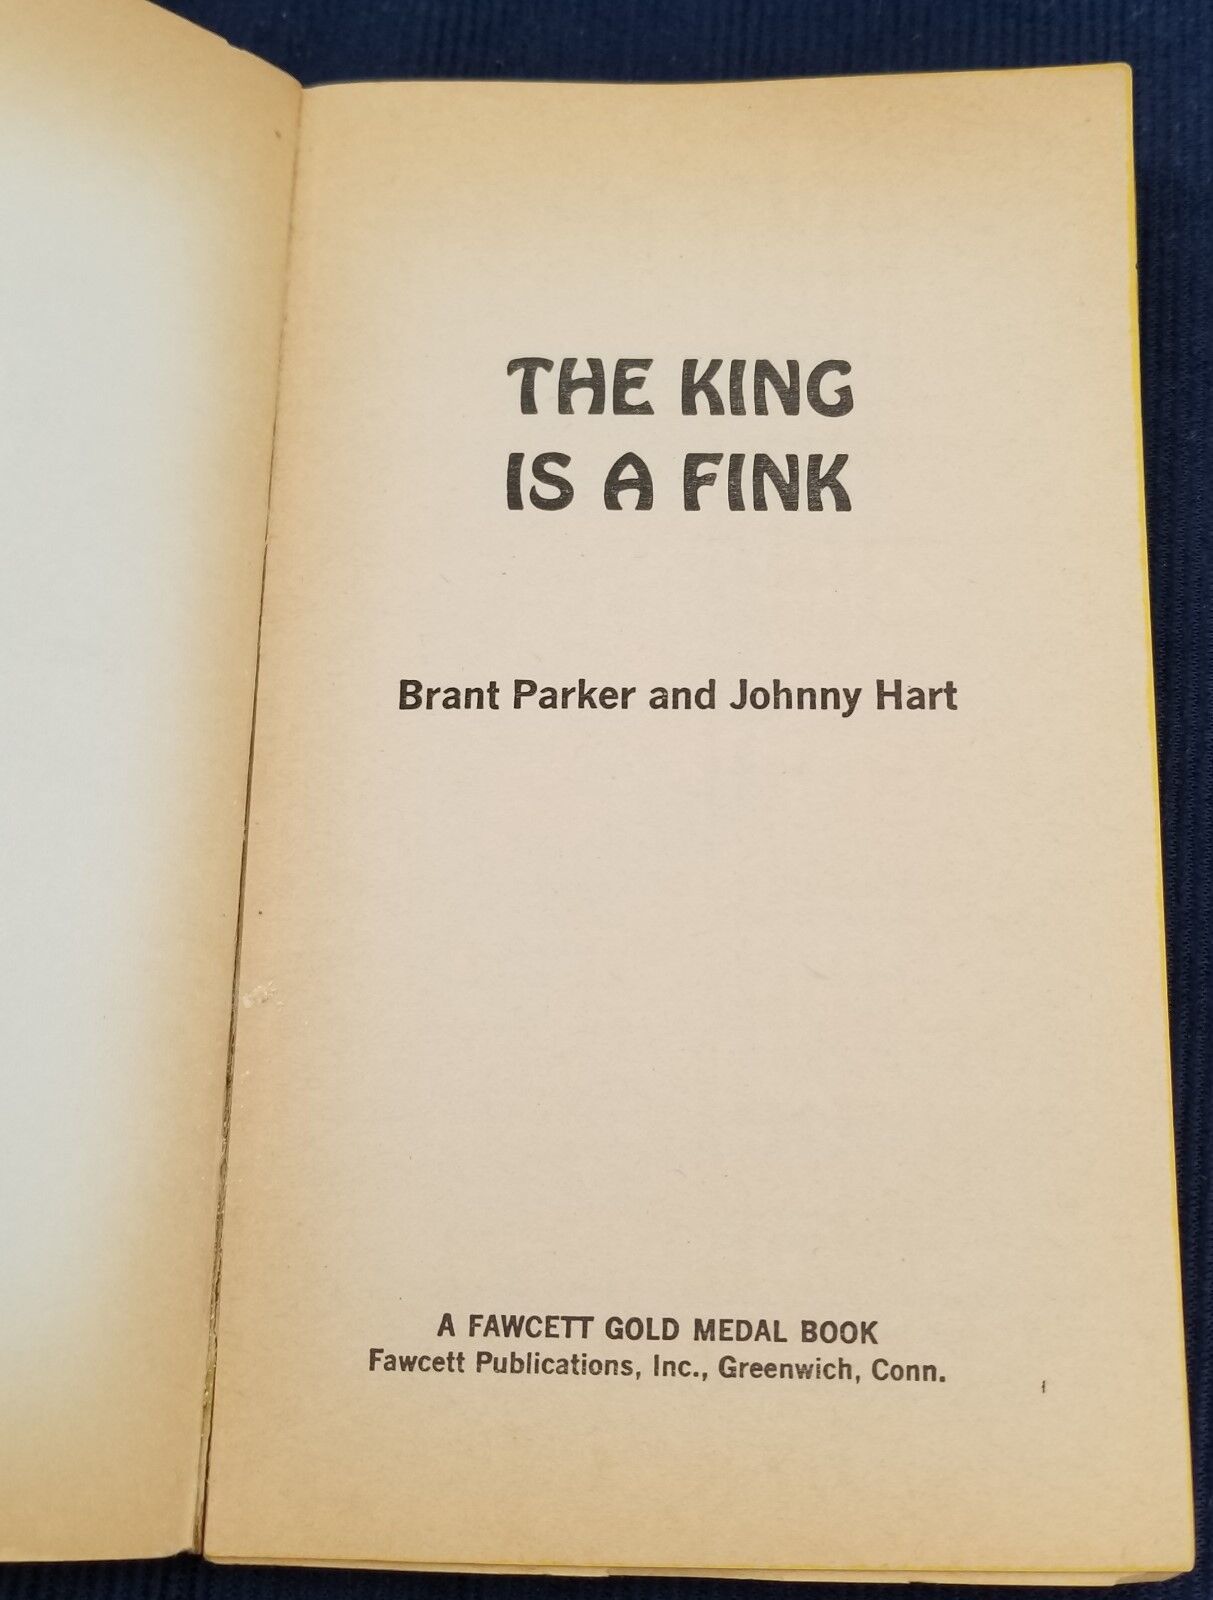 THE KING
IS A FINK
Brant Parker and Johnny Hart
A FAWCETT GOLD MEDAL BOOK
Fawcett Publications, Inc., Greenwich, Conn.